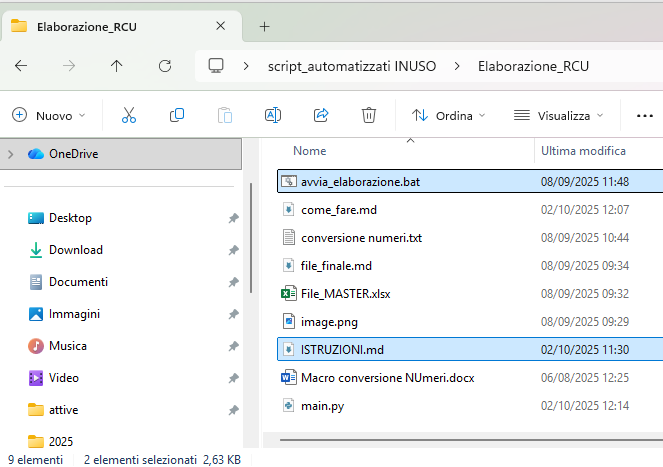 Elaborazione_RCU
script_automatizzati INUSO > Elaborazione_RCU
Nuovo Ordina Visualizza ...
OneDrive
Desktop
Download
Documenti
Immagini
Musica
Video
attive
2025
Nome Ultima modifica
avvia_elaborazione.bat 08/09/2025 11:48
come_fare.md 02/10/2025 12:07
conversione numeri.txt 08/09/2025 10:44
file_finale.md 08/09/2025 09:34
File_MASTER.xlsx 08/09/2025 09:32
image.png 08/09/2025 09:29
ISTRUZIONI.md 02/10/2025 11:30
Macro conversione NUmeri.docx 06/08/2025 12:25
main.py 02/10/2025 12:14
9 elementi 2 elementi selezionati 2,63 KB